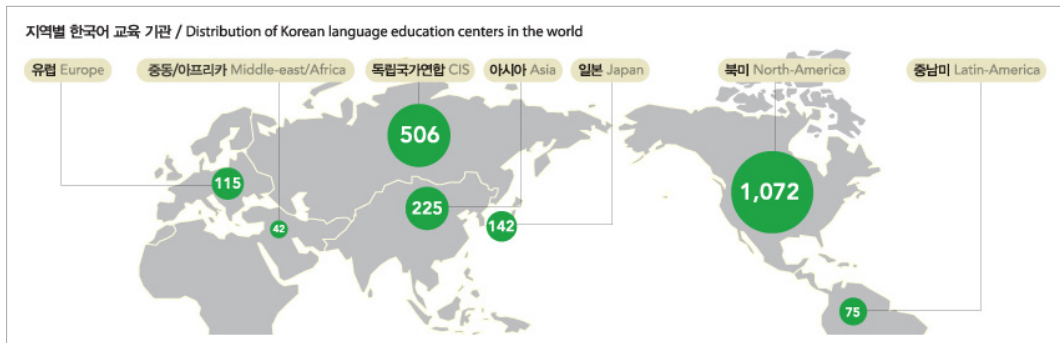 지역별 한국어 교육 기관 / Distribution of Korean language education centers in the world
유럽 Europe
중동/아프리카 Middle-east/Africa
독립국가연합 CIS
아시아 Asia
일본 Japan
북미 North-America
중남미 Latin-America
506
115
1,072
225
42
142
75